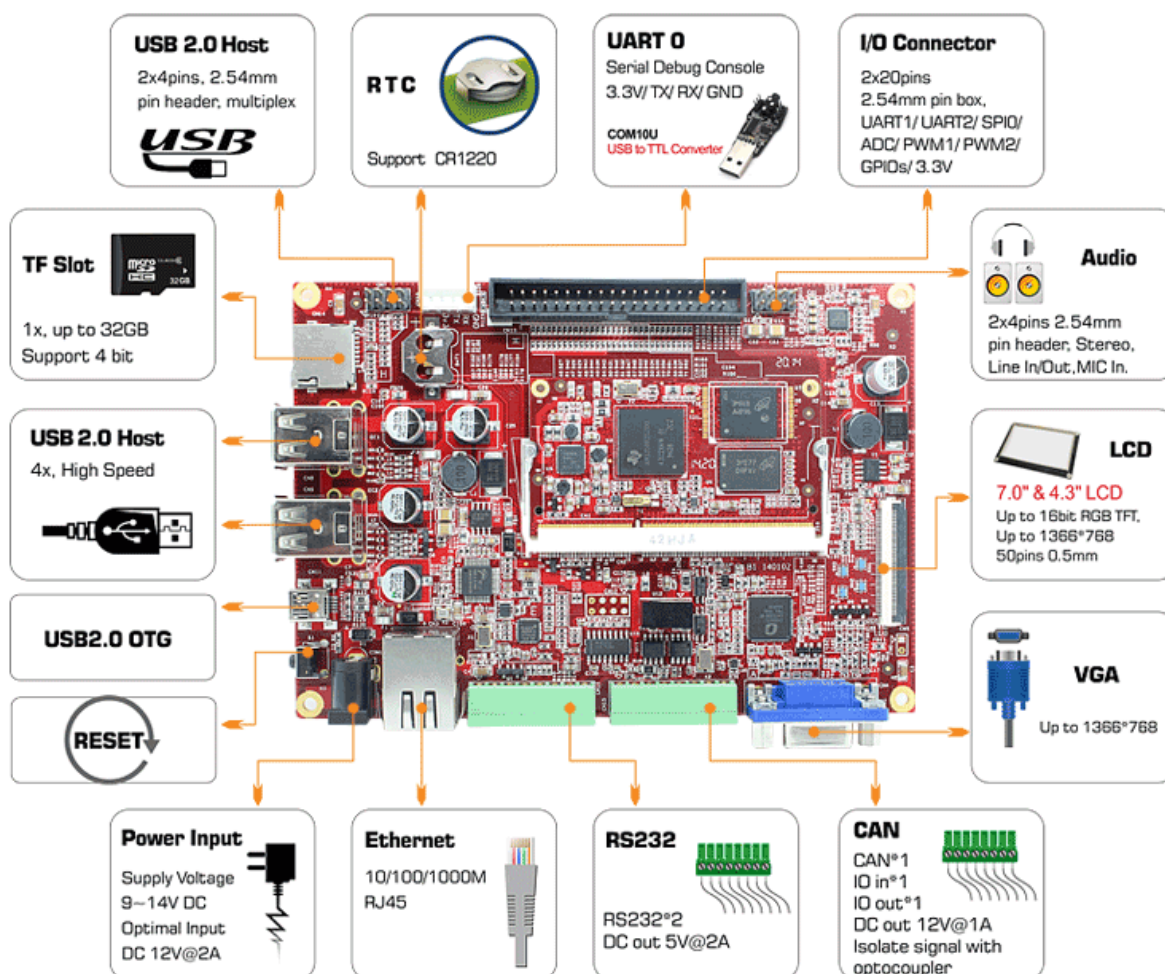 USB 2.0 Host
2x4pins, 2.54mm
pin header, multiplex
USB
RTC
Support CR1220
UART 0
Serial Debug Console
3.3V/ TX/ RX/ GND
COM10U
USB to TTL Converter
I/O Connector
2x20pins
2.54mm pin box,
UART1/ UART2/ SPI0/
ADC/ PWM1/ PWM2/
GPIOs/ 3.3V
TF Slot
micro
32GB
1x, up to 32GB
Support 4 bit
Audio
2x4pins 2.54mm
pin header, Stereo,
Line In/Out,MIC In.
USB 2.0 Host
4x, High Speed
LCD
7.0" & 4.3" LCD
Up to 16bit RGB TFT,
Up to 1366*768
50pins 0.5mm
USB2.0 OTG
RESET
VGA
Up to 1366*768
2014
1420
BI 140102
Power Input
Supply Voltage
9~14V DC
Optimal Input
DC 12V@2A
Ethernet
10/100/1000M
RJ45
RS232
RS232*2
DC out 5V@2A
CAN
CAN*1
IO in*1
IO out*1
DC out 12V@1A
Isolate signal with
optocoupler